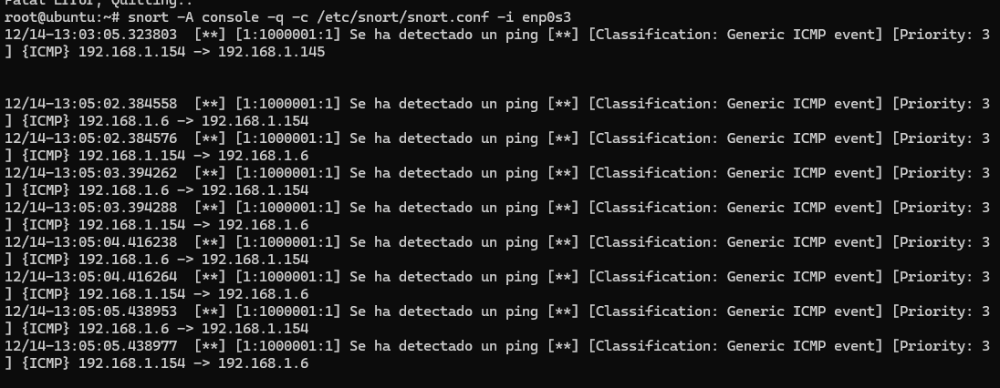 Fatal Error, Quitting..
root@ubuntu:~# snort -A console -q -c /etc/snort/snort.conf -i enp0s3
12/14-13:03:05.323803  [**] [1:1000001:1] Se ha detectado un ping [**] [Classification: Generic ICMP event] [Priority: 3
] {ICMP} 192.168.1.154 -> 192.168.1.145
12/14-13:05:02.384558  [**] [1:1000001:1] Se ha detectado un ping [**] [Classification: Generic ICMP event] [Priority: 3
] {ICMP} 192.168.1.6 -> 192.168.1.154
12/14-13:05:02.384576  [**] [1:1000001:1] Se ha detectado un ping [**] [Classification: Generic ICMP event] [Priority: 3
] {ICMP} 192.168.1.154 -> 192.168.1.6
12/14-13:05:03.394262  [**] [1:1000001:1] Se ha detectado un ping [**] [Classification: Generic ICMP event] [Priority: 3
] {ICMP} 192.168.1.6 -> 192.168.1.154
12/14-13:05:03.394288  [**] [1:1000001:1] Se ha detectado un ping [**] [Classification: Generic ICMP event] [Priority: 3
] {ICMP} 192.168.1.154 -> 192.168.1.6
12/14-13:05:04.416238  [**] [1:1000001:1] Se ha detectado un ping [**] [Classification: Generic ICMP event] [Priority: 3
] {ICMP} 192.168.1.6 -> 192.168.1.154
12/14-13:05:04.416264  [**] [1:1000001:1] Se ha detectado un ping [**] [Classification: Generic ICMP event] [Priority: 3
] {ICMP} 192.168.1.154 -> 192.168.1.6
12/14-13:05:05.438953  [**] [1:1000001:1] Se ha detectado un ping [**] [Classification: Generic ICMP event] [Priority: 3
] {ICMP} 192.168.1.6 -> 192.168.1.154
12/14-13:05:05.438977  [**] [1:1000001:1] Se ha detectado un ping [**] [Classification: Generic ICMP event] [Priority: 3
] {ICMP} 192.168.1.154 -> 192.168.1.6